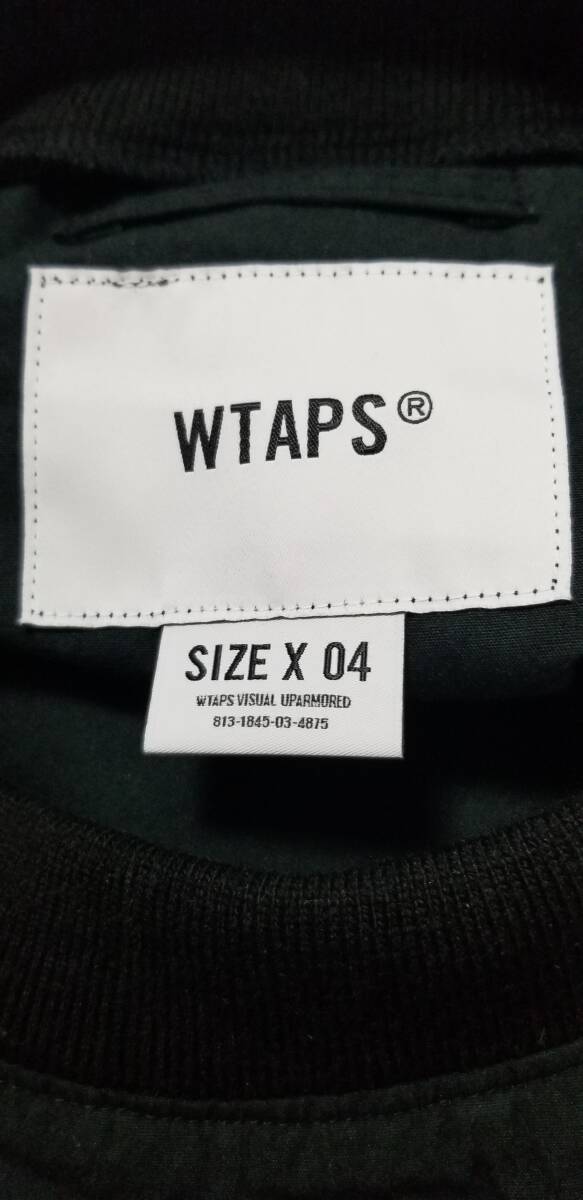 WTAPS®
SIZE X 04
WTAPS VISUAL UPARMORED
813-1845-03-4875